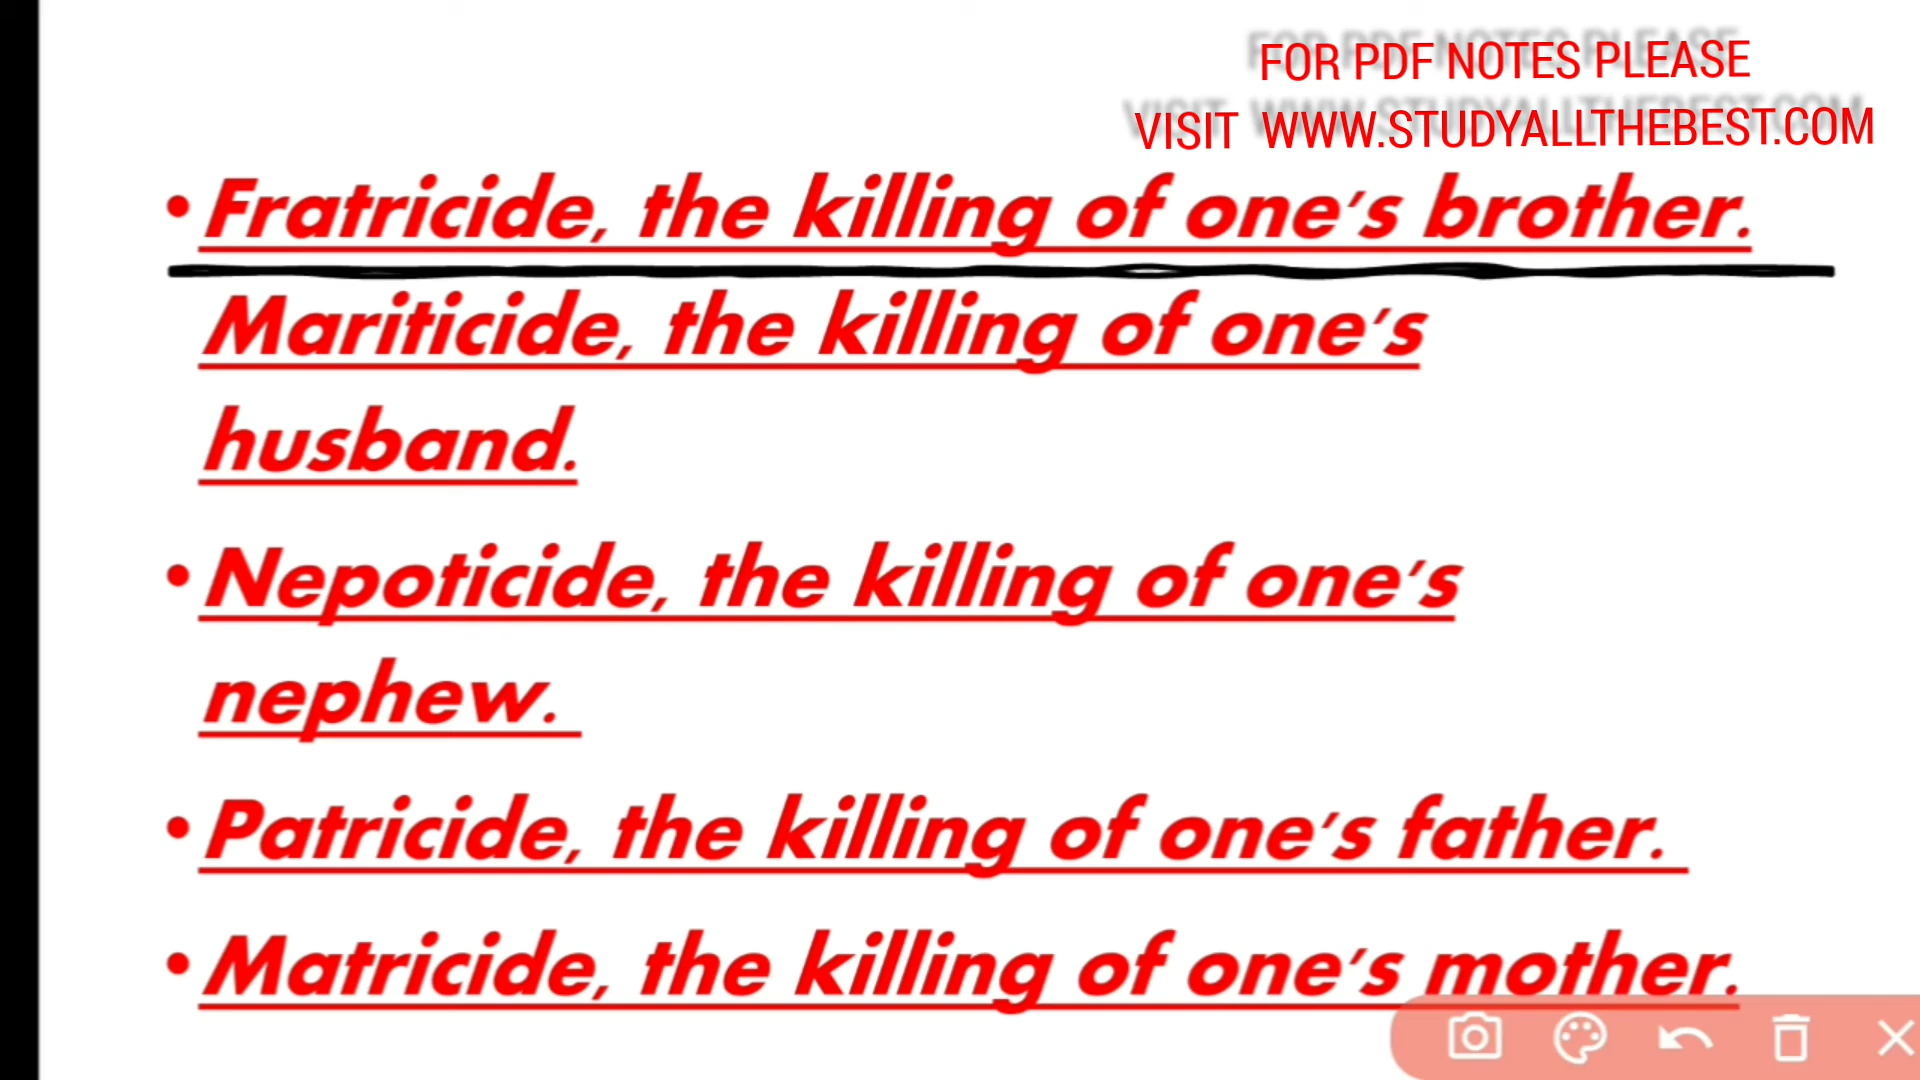 FOR PDF NOTES PLEASE
VISIT WWW.STUDYALLTHEBEST.COM
• Fratricide, the killing of one's brother.
Mariticide, the killing of one's
husband.
• Nepoticide, the killing of one's
nephew.
• Patricide, the killing of one's father.
• Matricide, the killing of one's mother.